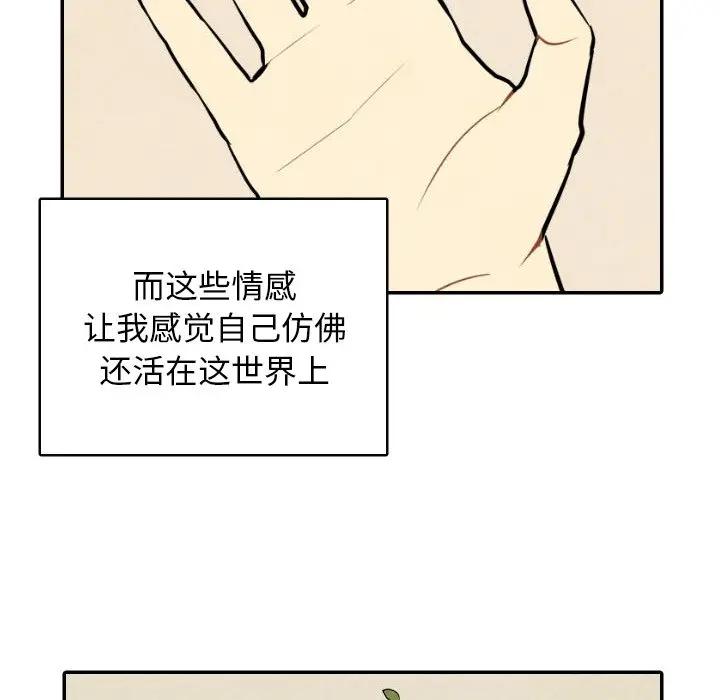 而这些情感
让我感觉自己仿佛
还活在这世界上